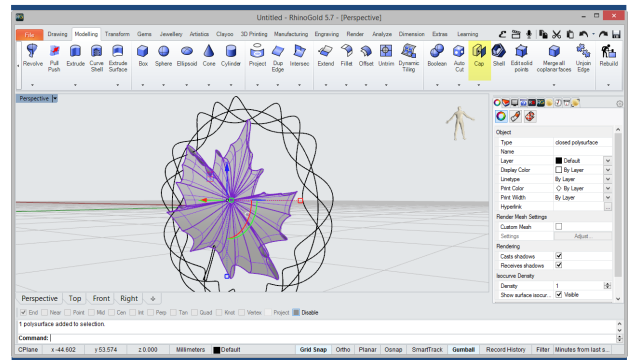 Untitled - RhinoGold 5.7 - [Perspective]
File Drawing Modelling Transform Gems Jewellery Artistics Clayoo 3D Printing Manufacturing Engraving Render Analyze Dimension Extras Learning
Revolve Pull Push Extrude Curve Shell Extrude Surface Box Sphere Ellipsoid Cone Cylinder Project Dup Edge Intersec Extend Fillet Offset Untrim Dynamic Tiling Boolean Auto Cut Cap Shell Edit solid points Merge all coplanar faces Unjoin Edge Rebuild
Perspective
Object
Type closed polysurface
Name
Layer Default
Display Color By Layer
Linetype By Layer
Print Color By Layer
Print Width By Layer
Hyperlink ...
Render Mesh Settings
Custom Mesh
Settings Adjust...
Rendering
Casts shadows
Receives shadows
Isocurve Density
Density 1
Show surface isocur... Visible
Perspective Top Front Right
End Near Point Mid Cen Int Perp Tan Quad Knot Vertex Project Disable
1 polysurface added to selection.
Command:
CPlane x -44.602 y 53.574 z 0.000 Millimeters Default Grid Snap Ortho Planar Osnap SmartTrack Gumball Record History Filter Minutes from last s...